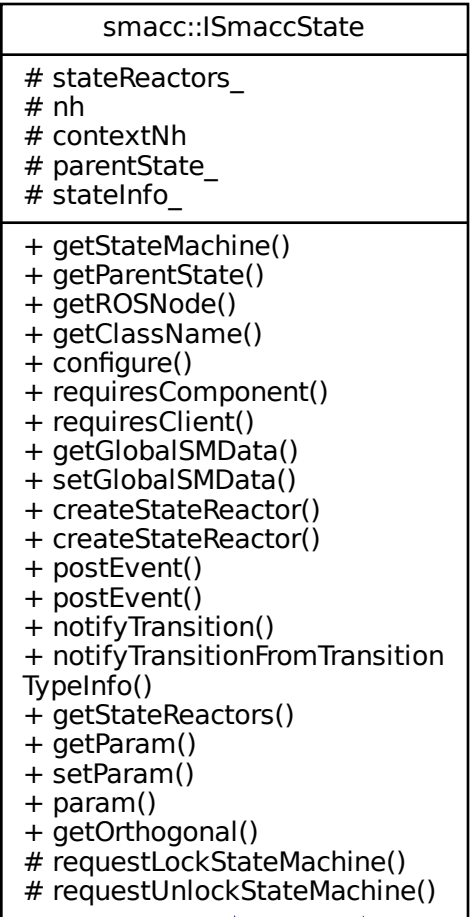 smacc::ISmaccState
# stateReactors_
# nh
# contextNh
# parentState_
# stateInfo_
+ getStateMachine()
+ getParentState()
+ getROSNode()
+ getClassName()
+ configure()
+ requiresComponent()
+ requiresClient()
+ getGlobalSMData()
+ setGlobalSMData()
+ createStateReactor()
+ createStateReactor()
+ postEvent()
+ postEvent()
+ notifyTransition()
+ notifyTransitionFromTransition
TypeInfo()
+ getStateReactors()
+ getParam()
+ setParam()
+ param()
+ getOrthogonal()
# requestLockStateMachine()
# requestUnlockStateMachine()